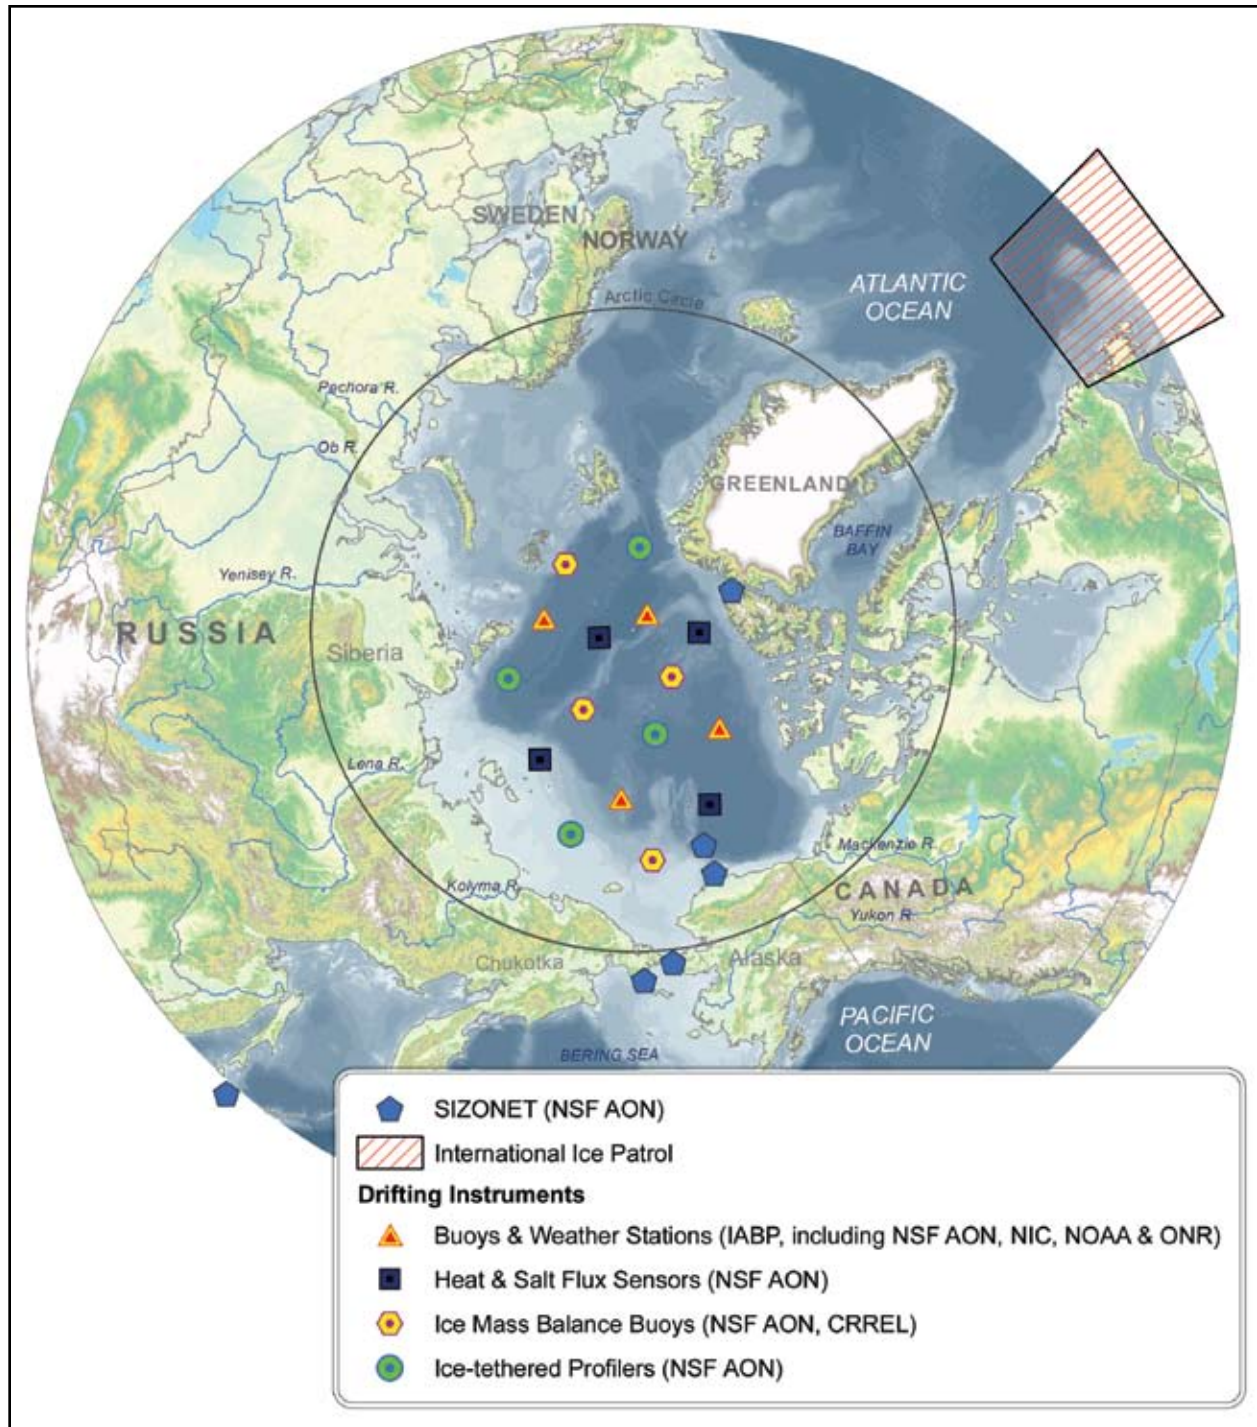 SWEDEN
NORWAY
Arctic Circle
ATLANTIC
OCEAN
Pechora R.
Ob R.
GREENLAND
BAFFIN
BAY
Yenisey R.
RUSSIA
Siberia
Lena R.
Mackenzie R.
Kolyma R.
CANADA
Yukon R.
Chukotka
Alaska
PACIFIC
OCEAN
BERING SEA
SIZONET (NSF AON)
International Ice Patrol
Drifting Instruments
Buoys & Weather Stations (IABP, including NSF AON, NIC, NOAA & ONR)
Heat & Salt Flux Sensors (NSF AON)
Ice Mass Balance Buoys (NSF AON, CRREL)
Ice-tethered Profilers (NSF AON)